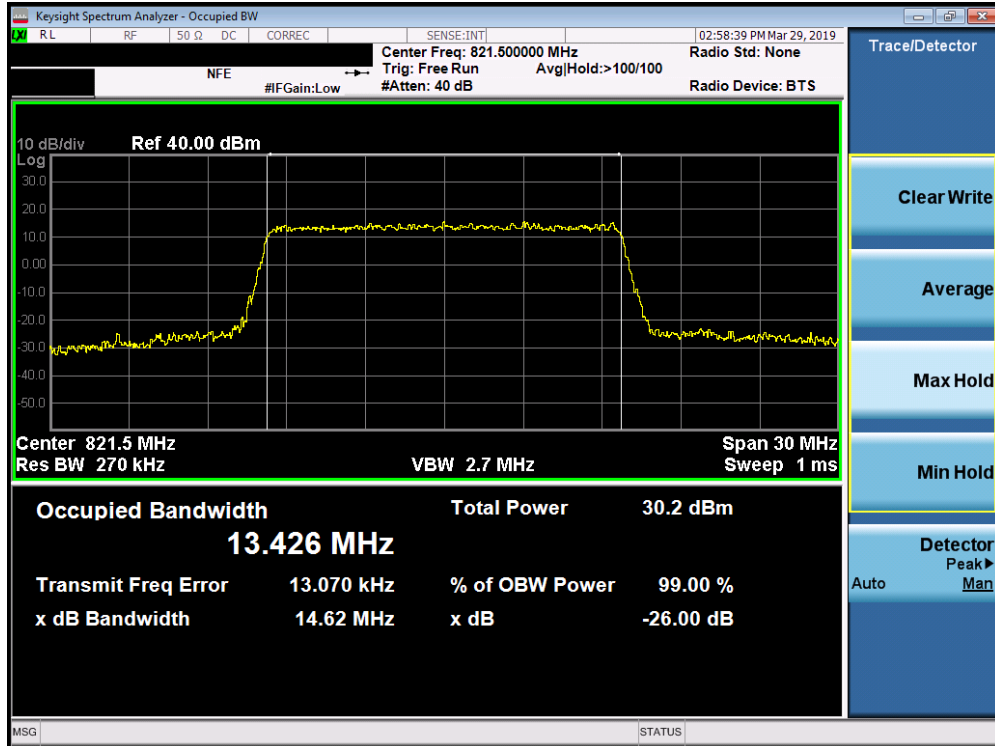 Keysight Spectrum Analyzer - Occupied BW
LXI RL RF 50 Ω DC CORREC SENSE:INT 02:58:39 PM Mar 29, 2019
Center Freq: 821.500000 MHz Radio Std: None
NFE Trig: Free Run Avg|Hold:>100/100
#IFGain:Low #Atten: 40 dB Radio Device: BTS
10 dB/div Ref 40.00 dBm
Log
30.0
20.0
10.0
0.00
-10.0
-20.0
-30.0
-40.0
-50.0
Center 821.5 MHz Span 30 MHz
Res BW 270 kHz VBW 2.7 MHz Sweep 1 ms
Occupied Bandwidth Total Power 30.2 dBm
13.426 MHz
Transmit Freq Error 13.070 kHz % of OBW Power 99.00 %
x dB Bandwidth 14.62 MHz x dB -26.00 dB
MSG STATUS
Trace/Detector
Clear Write
Average
Max Hold
Min Hold
Detector
Peak▶
Auto Man